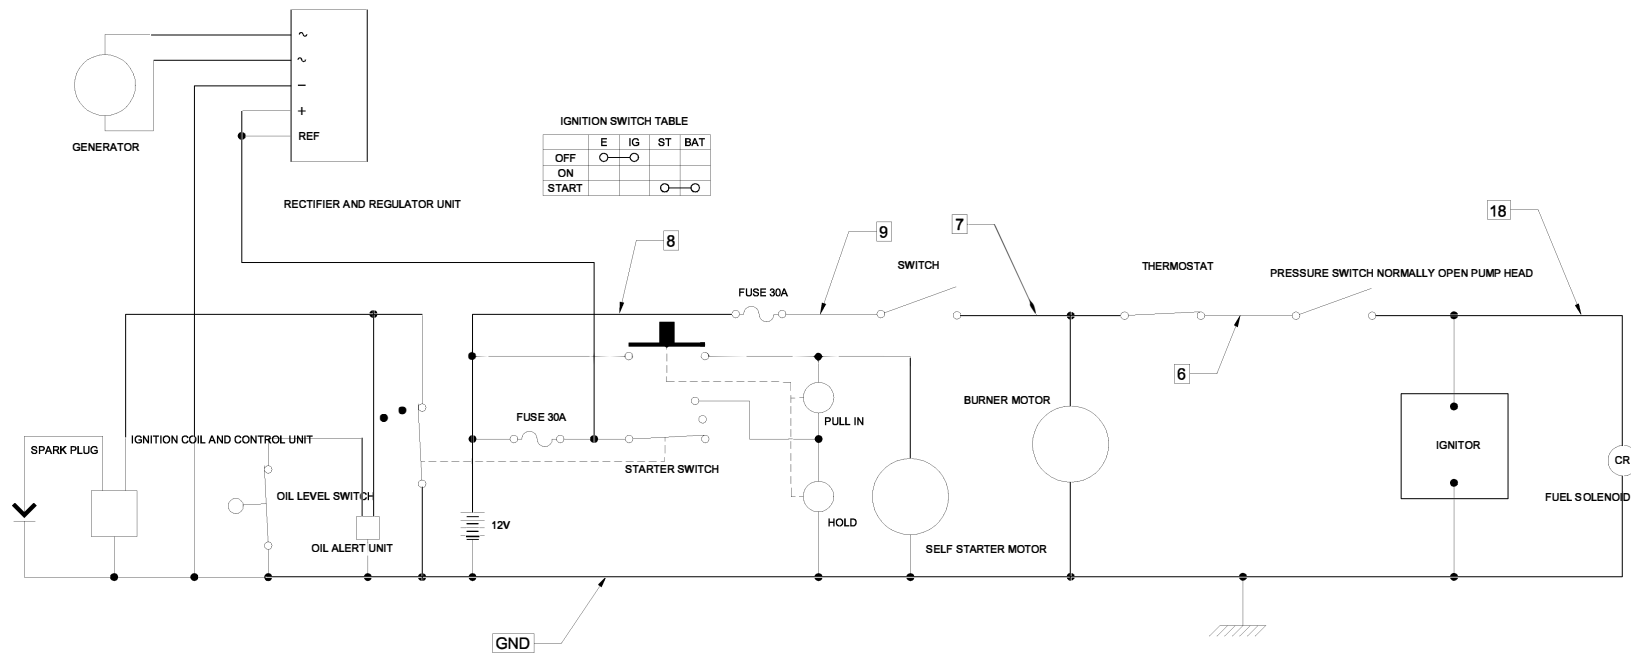 ~
~
−
+
REF
GENERATOR
RECTIFIER AND REGULATOR UNIT
IGNITION SWITCH TABLE
E IG ST BAT
OFF
ON
START
8
9
7
18
SWITCH
THERMOSTAT
PRESSURE SWITCH NORMALLY OPEN PUMP HEAD
FUSE 30A
6
BURNER MOTOR
PULL IN
FUSE 30A
IGNITION COIL AND CONTROL UNIT
SPARK PLUG
IGNITOR
CR
STARTER SWITCH
OIL LEVEL SWITCH
FUEL SOLENOID
12V
HOLD
OIL ALERT UNIT
SELF STARTER MOTOR
GND